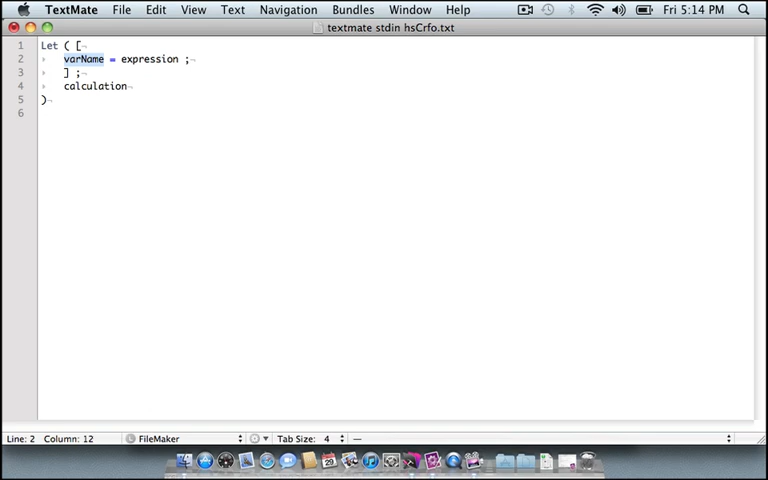 TextMate File Edit View Text Navigation Bundles Window Help Fri 5:14 PM
textmate stdin hsCrfo.txt
1 Let ( [¬
2 varName = expression ;¬
3 ] ;¬
4 calculation¬
5 )¬
6
Line: 2 Column: 12 L FileMaker Tab Size: 4 —
29